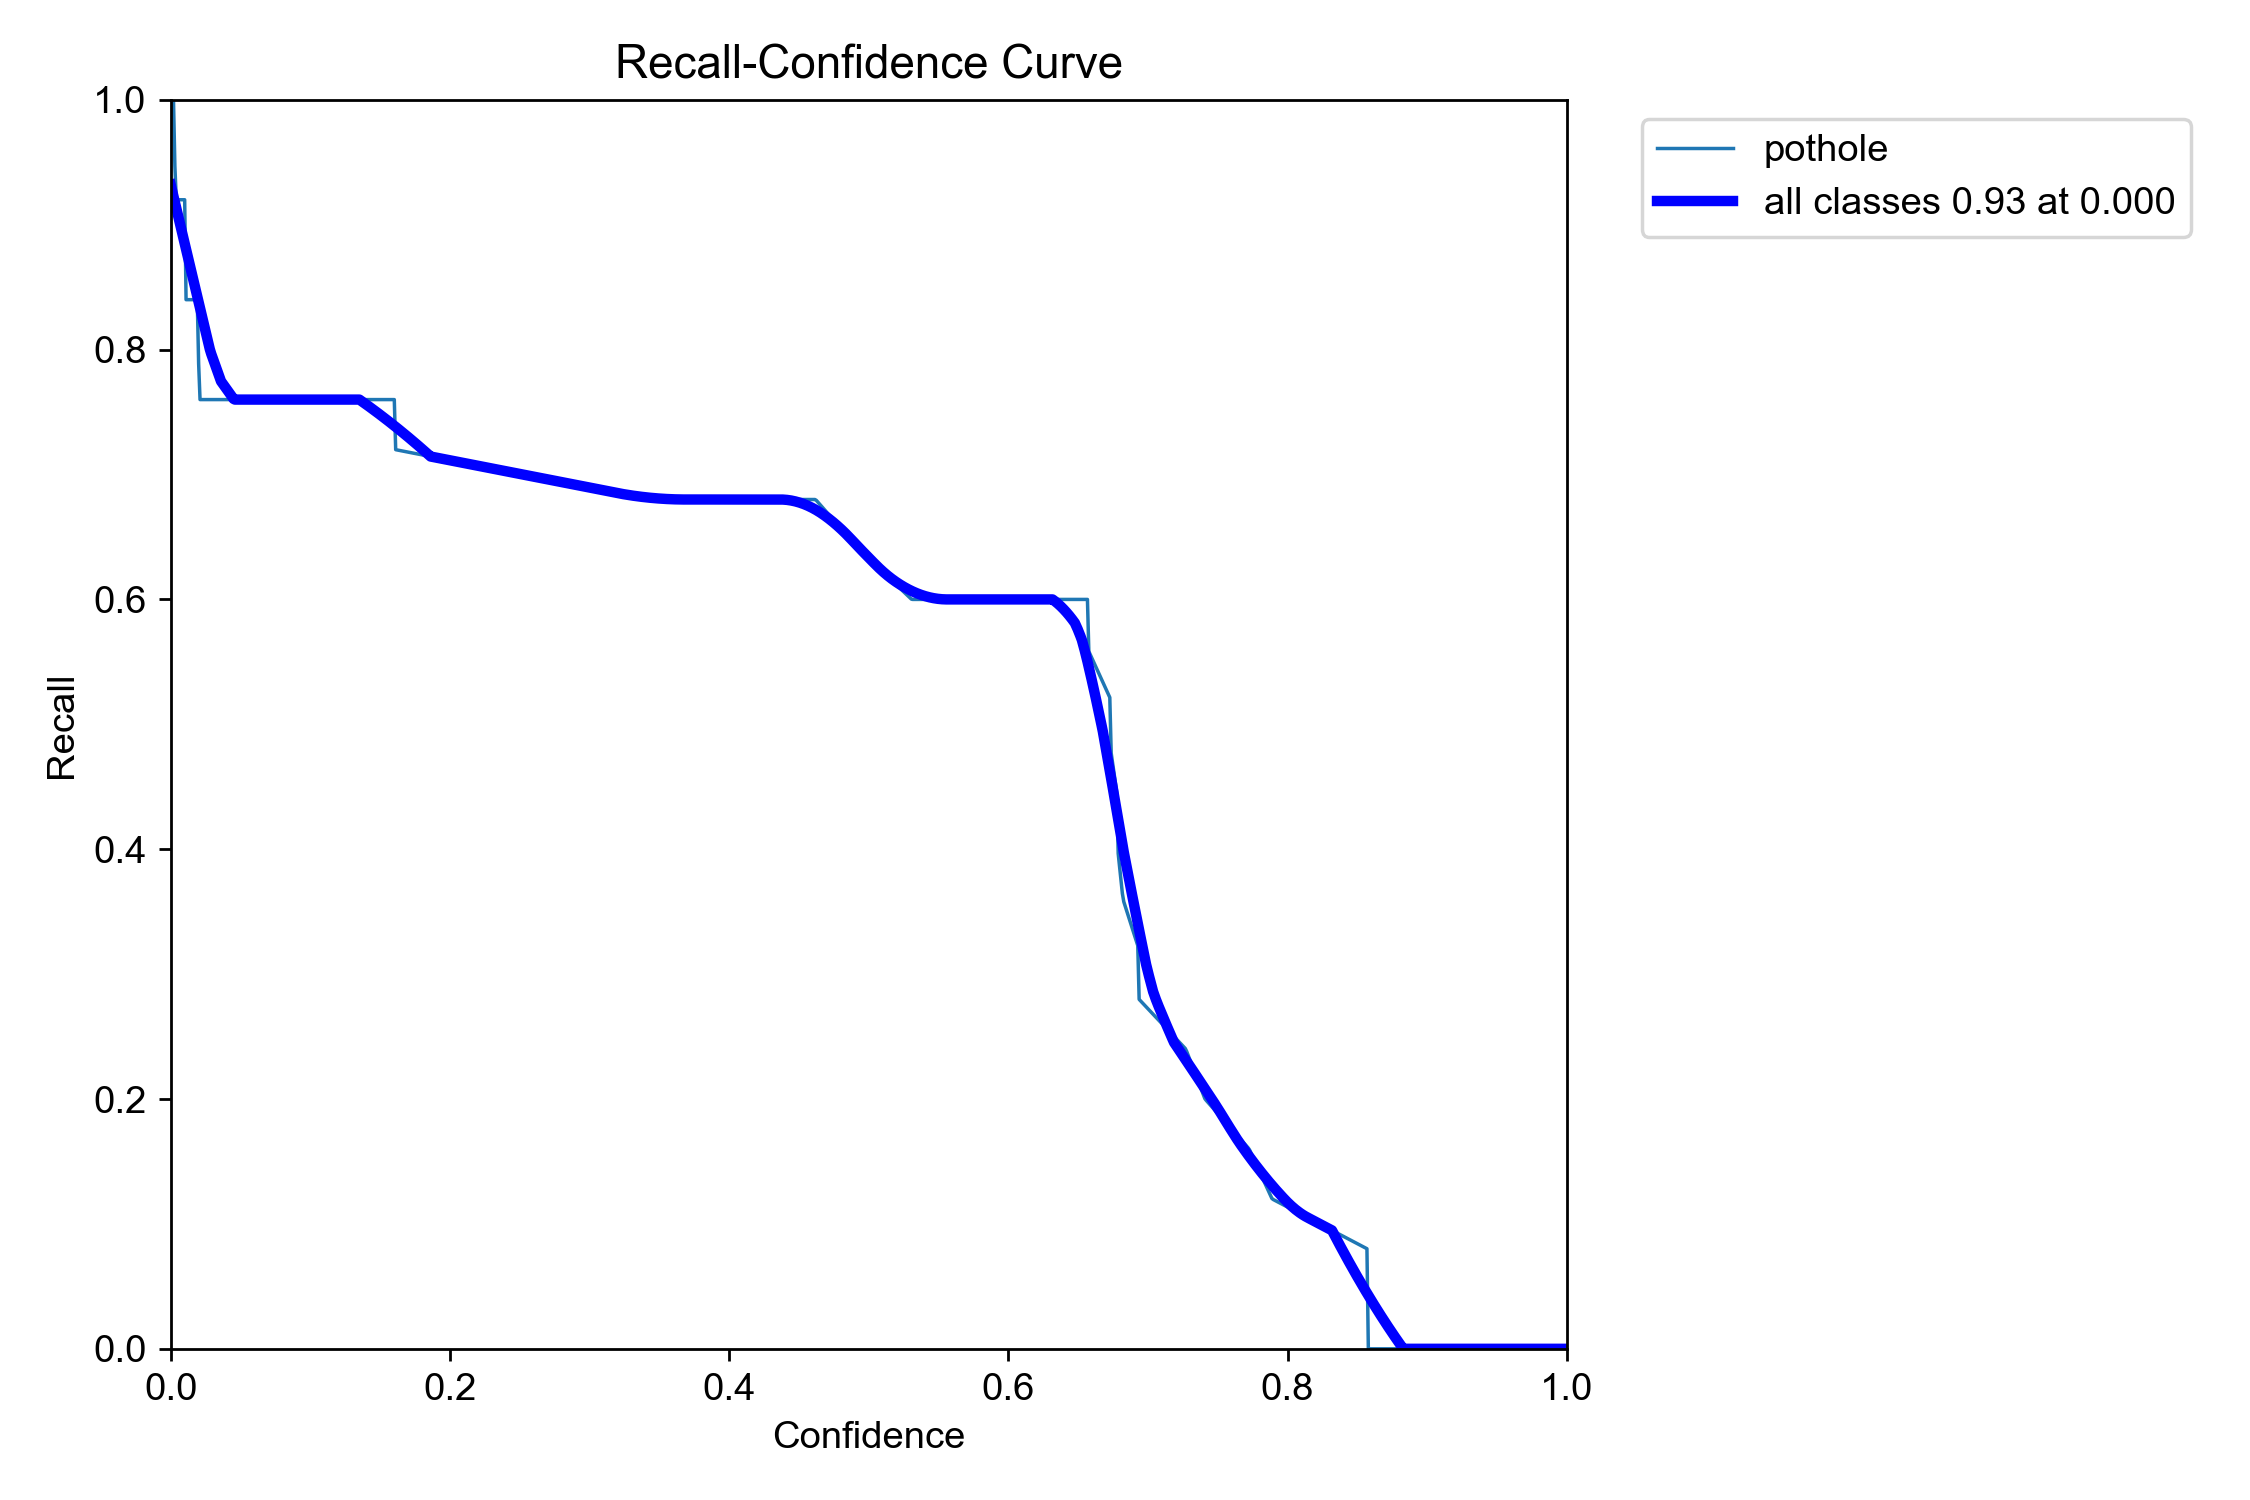 Recall-Confidence Curve
1.0
0.8
0.6
0.4
0.2
0.0
Recall
0.0 0.2 0.4 0.6 0.8 1.0
Confidence
pothole
all classes 0.93 at 0.000